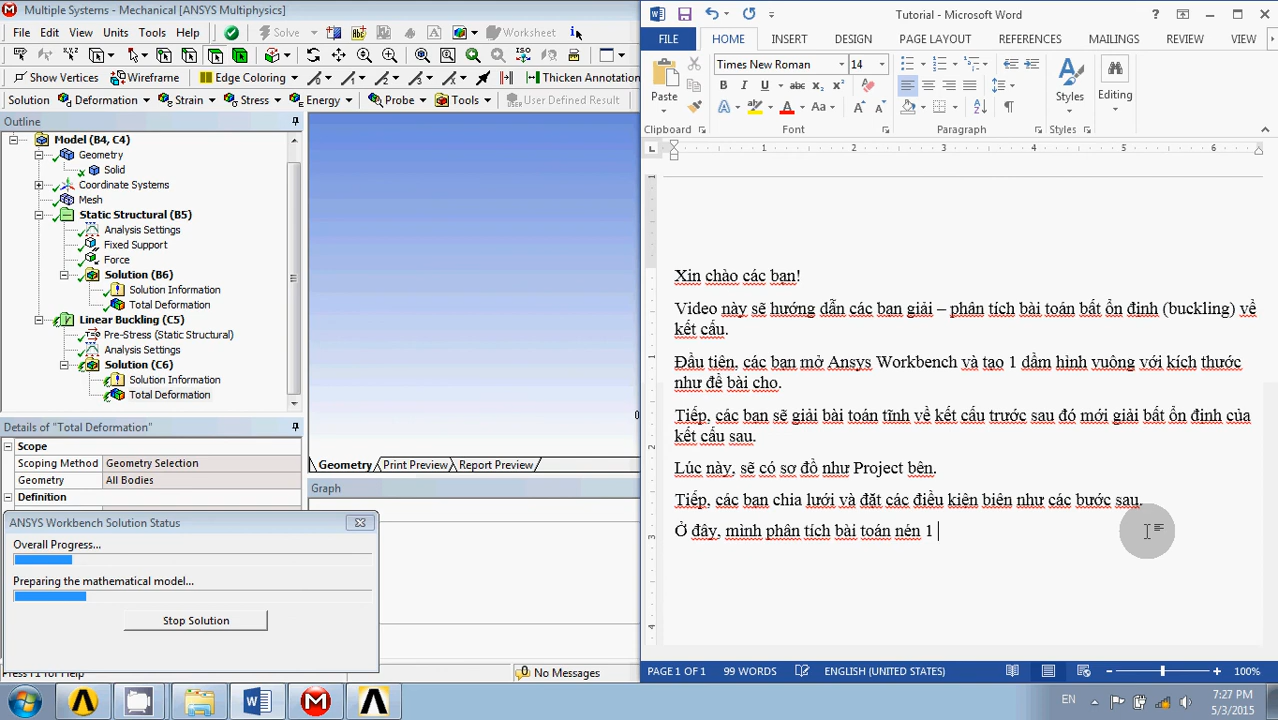 Multiple Systems - Mechanical [ANSYS Multiphysics]
File Edit View Units Tools Help Solve Worksheet
Show Vertices Wireframe Edge Coloring Thicken Annotation
Solution Deformation Strain Stress Energy Probe Tools User Defined Result
Outline
Model (B4, C4)
Geometry
Solid
Coordinate Systems
Mesh
Static Structural (B5)
Analysis Settings
Fixed Support
Force
Solution (B6)
Solution Information
Total Deformation
Linear Buckling (C5)
Pre-Stress (Static Structural)
Analysis Settings
Solution (C6)
Solution Information
Total Deformation
Details of "Total Deformation"
Scope
Scoping Method Geometry Selection
Geometry All Bodies
Definition
ANSYS Workbench Solution Status
Overall Progress...
Preparing the mathematical model...
Stop Solution
Press F1 for Help
0 No Messages
Geometry Print Preview Report Preview
Graph
Tutorial - Microsoft Word
FILE HOME INSERT DESIGN PAGE LAYOUT REFERENCES MAILINGS REVIEW VIEW
Paste
Times New Roman 14
B I U abc x₂ x²
Styles Editing
Clipboard Font Paragraph Styles
1 2 3 4 5 6
Xin chào các bạn!
Video này sẽ hướng dẫn các bạn giải – phân tích bài toán bất ổn định (buckling) về
kết cấu.
Đầu tiên, các bạn mở Ansys Workbench và tạo 1 dầm hình vuông với kích thước
như đề bài cho.
Tiếp, các bạn sẽ giải bài toán tĩnh về kết cấu trước sau đó mới giải bất ổn định của
kết cấu sau.
Lúc này, sẽ có sơ đồ như Project bên.
Tiếp, các bạn chia lưới và đặt các điều kiện biên như các bước sau.
Ở đây, mình phân tích bài toán nén 1
PAGE 1 OF 1 99 WORDS ENGLISH (UNITED STATES) 100%
EN 7:27 PM
5/3/2015